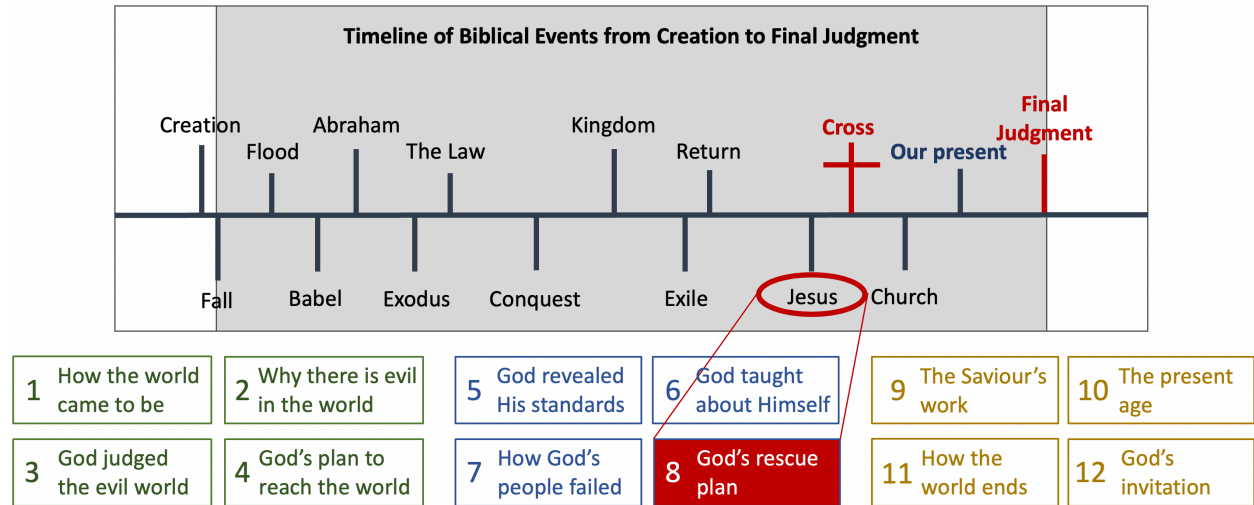 Timeline of Biblical Events from Creation to Final Judgment
Creation
Flood
Abraham
The Law
Kingdom
Return
Cross
Our present
Final
Judgment
Fall
Babel
Exodus
Conquest
Exile
Jesus
Church
1 How the world
came to be
2 Why there is evil
in the world
5 God revealed
His standards
6 God taught
about Himself
9 The Saviour’s
work
10 The present
age
3 God judged
the evil world
4 God’s plan to
reach the world
7 How God’s
people failed
8 God’s rescue
plan
11 How the
world ends
12 God’s
invitation